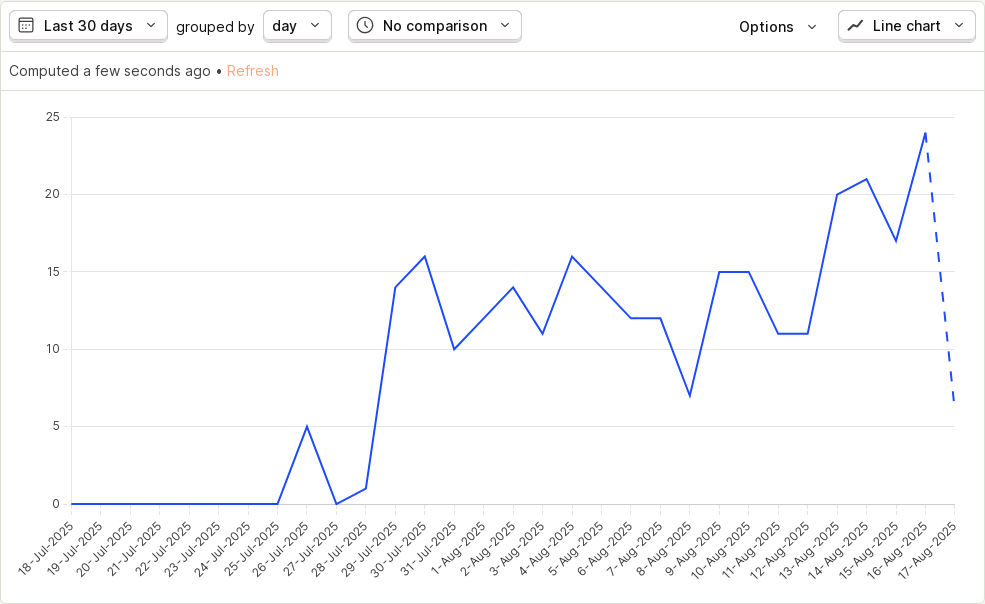 Last 30 days grouped by day No comparison Options Line chart
Computed a few seconds ago • Refresh
25
20
15
10
5
0
18-Jul-2025
19-Jul-2025
20-Jul-2025
21-Jul-2025
22-Jul-2025
23-Jul-2025
24-Jul-2025
25-Jul-2025
26-Jul-2025
27-Jul-2025
28-Jul-2025
29-Jul-2025
30-Jul-2025
31-Jul-2025
1-Aug-2025
2-Aug-2025
3-Aug-2025
4-Aug-2025
5-Aug-2025
6-Aug-2025
7-Aug-2025
8-Aug-2025
9-Aug-2025
10-Aug-2025
11-Aug-2025
12-Aug-2025
13-Aug-2025
14-Aug-2025
15-Aug-2025
16-Aug-2025
17-Aug-2025